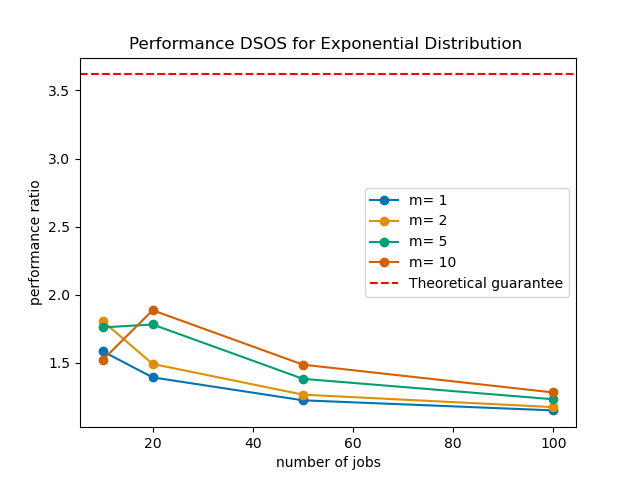 Performance DSOS for Exponential Distribution
performance ratio
3.5
3.0
2.5
2.0
1.5
m= 1
m= 2
m= 5
m= 10
Theoretical guarantee
20
40
60
80
100
number of jobs